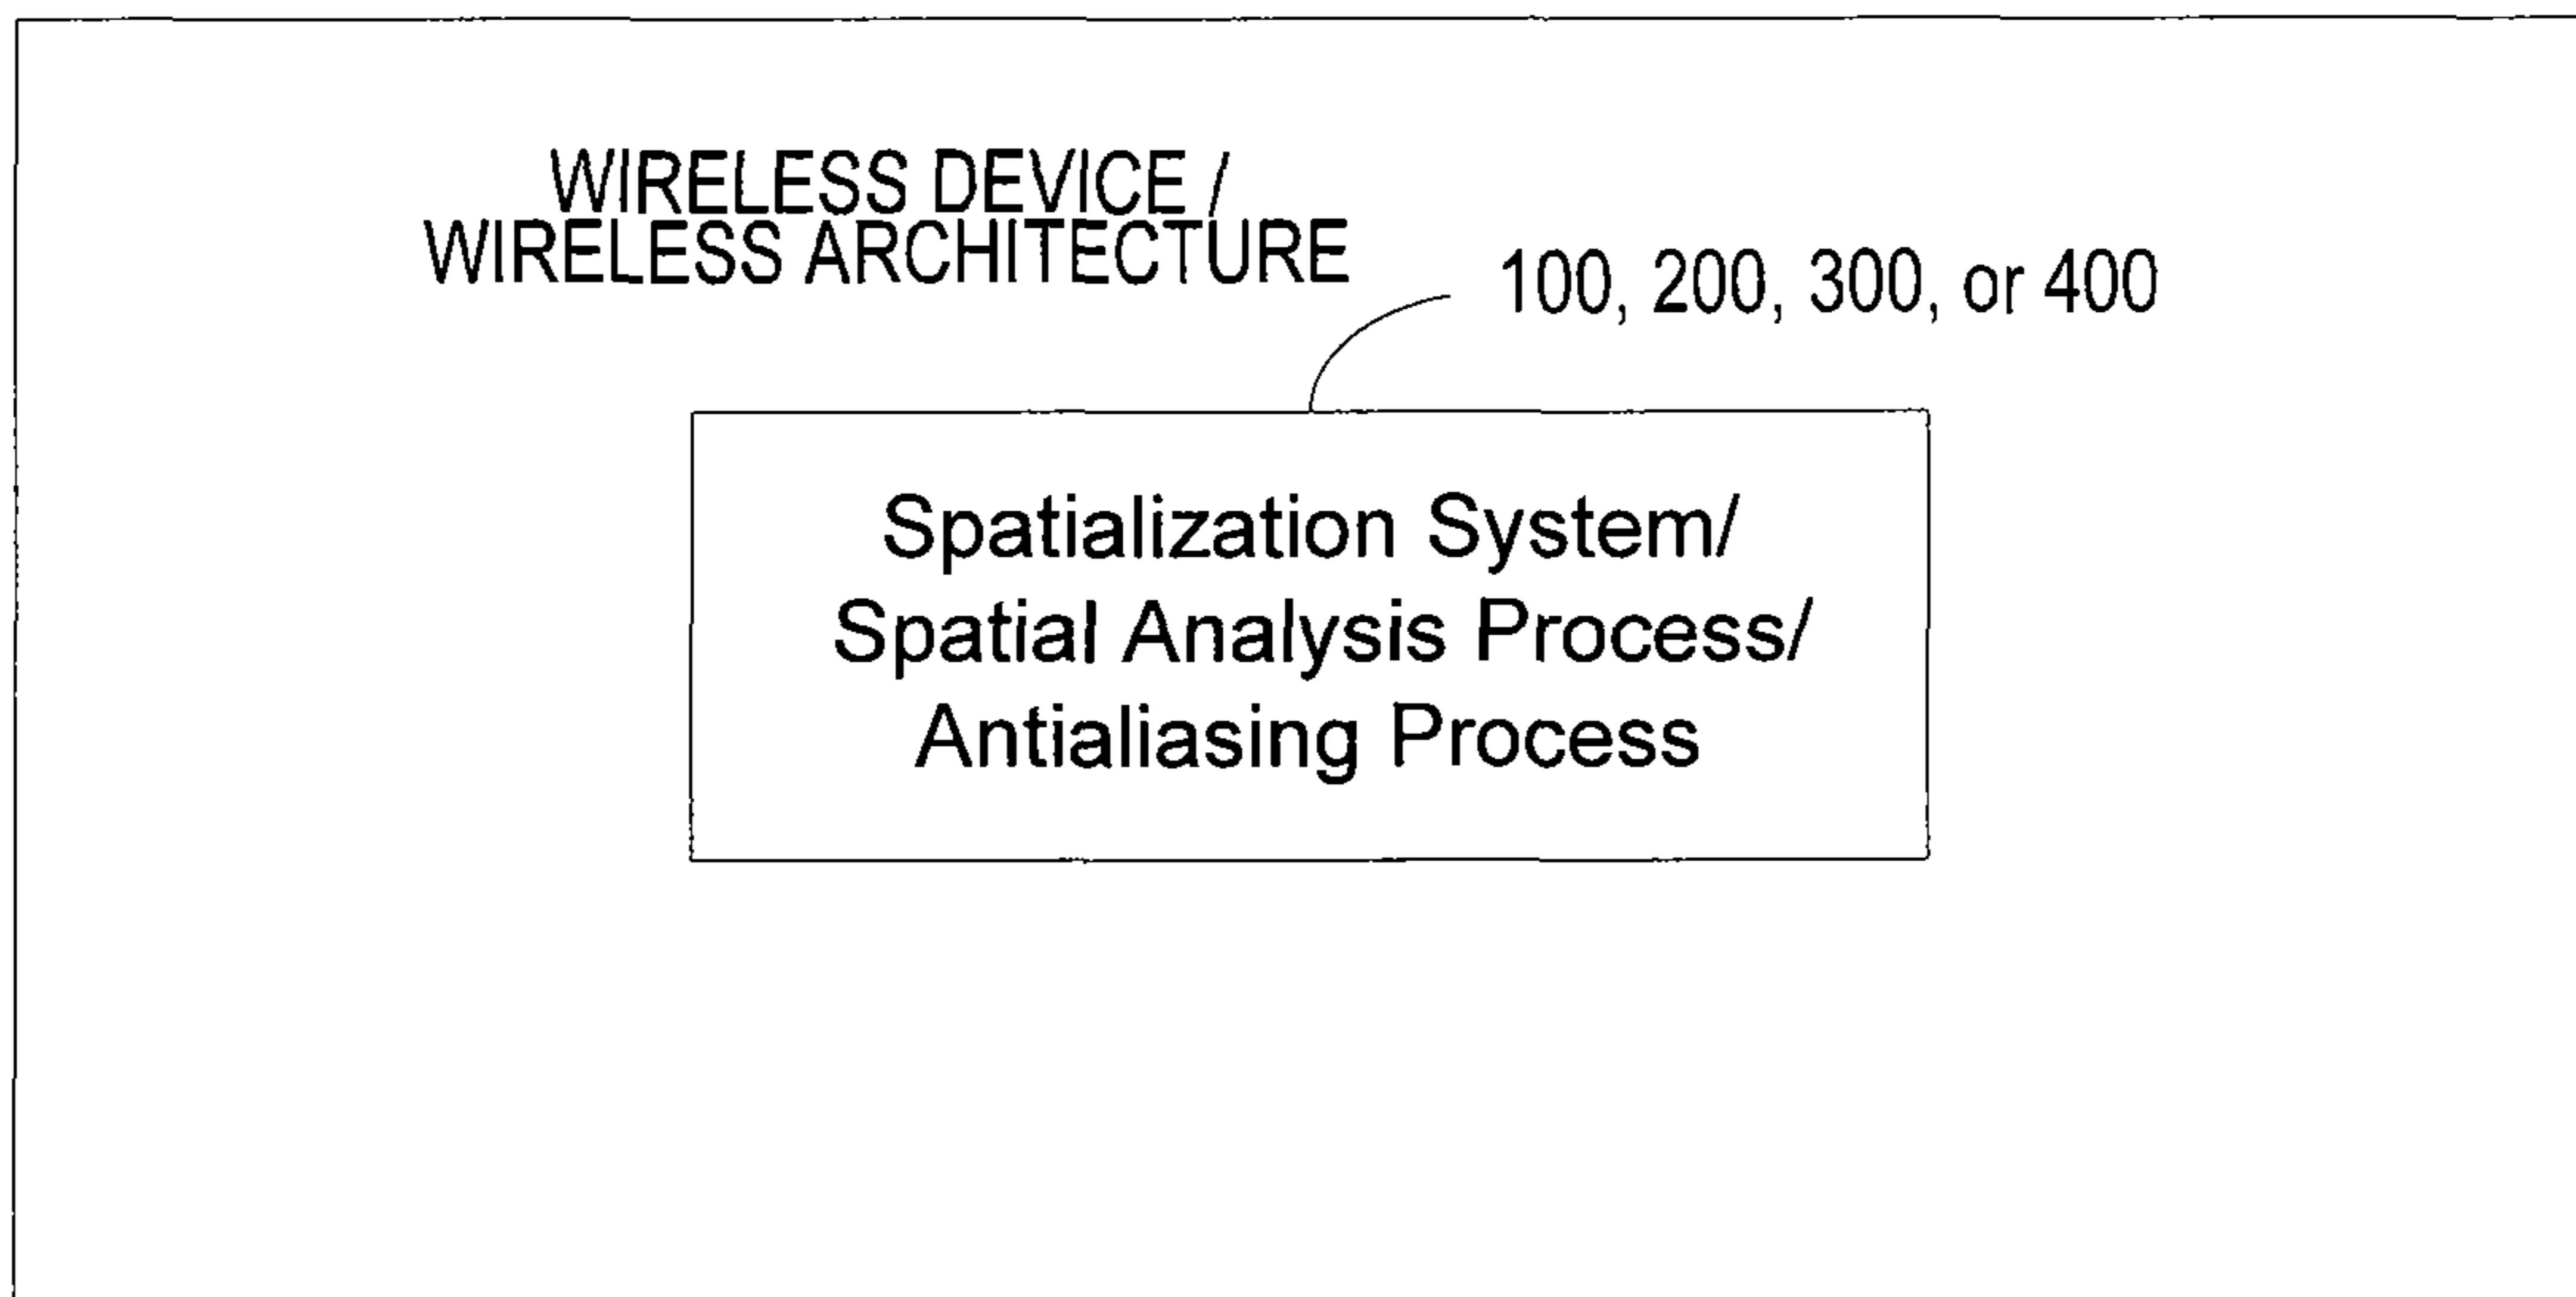 WIRELESS DEVICE /
WIRELESS ARCHITECTURE
100, 200, 300, or 400
Spatialization System/
Spatial Analysis Process/
Antialiasing Process